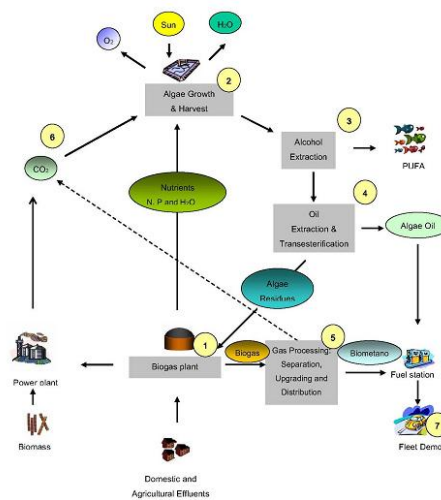 Sun
H2O
O2
2
Algae Growth
& Harvest
6
3
CO2
Alcohol
Extraction
PUFA
Nutrients
N, P and H2O
4
Oil
Extraction &
Transesterification
Algae Oil
Algae
Residues
1
5
Biogas plant
Biogas
Gas Processing:
Separation,
Upgrading and
Distribution
Biometano
Fuel station
Power plant
Biomass
7
Fleet Demo
Domestic and
Agricultural Effluents